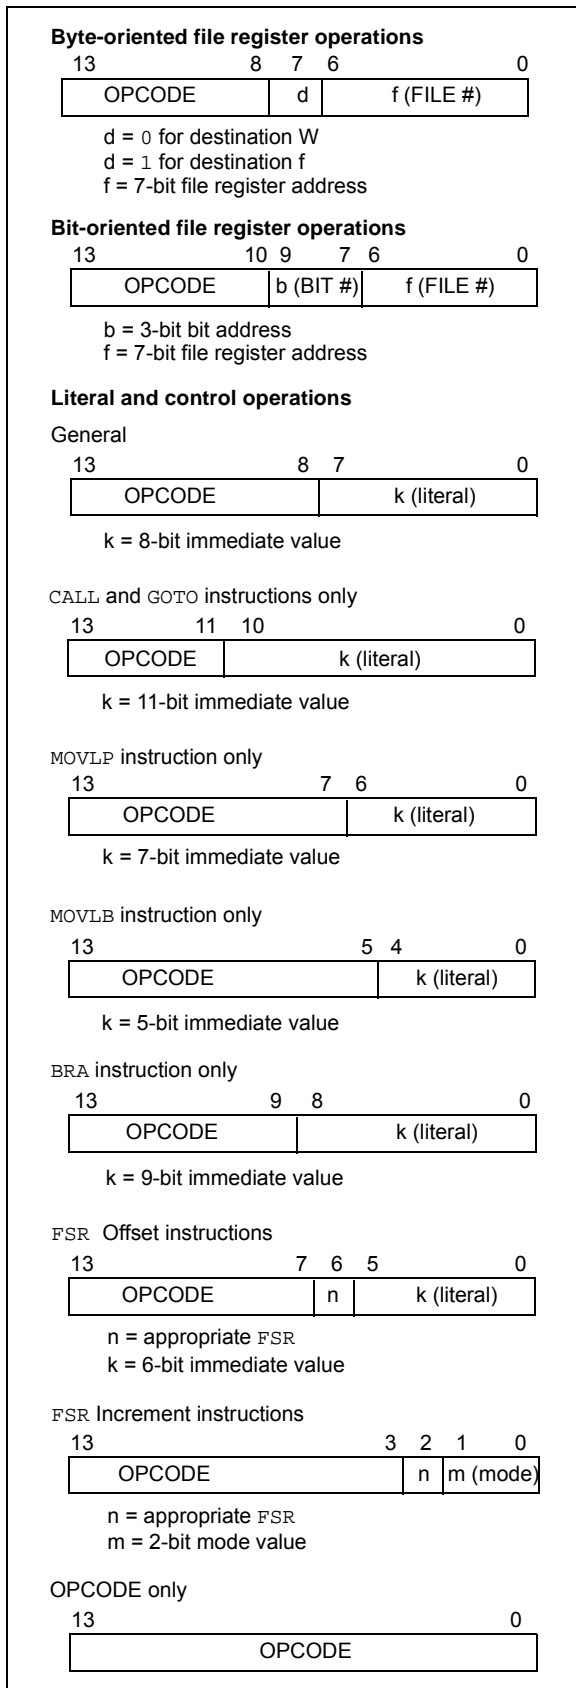 Byte-oriented file register operations
13 8 7 6 0
OPCODE d f (FILE #)
d = 0 for destination W
d = 1 for destination f
f = 7-bit file register address
Bit-oriented file register operations
13 10 9 7 6 0
OPCODE b (BIT #) f (FILE #)
b = 3-bit bit address
f = 7-bit file register address
Literal and control operations
General
13 8 7 0
OPCODE k (literal)
k = 8-bit immediate value
CALL and GOTO instructions only
13 11 10 0
OPCODE k (literal)
k = 11-bit immediate value
MOVLP instruction only
13 7 6 0
OPCODE k (literal)
k = 7-bit immediate value
MOVLB instruction only
13 5 4 0
OPCODE k (literal)
k = 5-bit immediate value
BRA instruction only
13 9 8 0
OPCODE k (literal)
k = 9-bit immediate value
FSR Offset instructions
13 7 6 5 0
OPCODE n k (literal)
n = appropriate FSR
k = 6-bit immediate value
FSR Increment instructions
13 3 2 1 0
OPCODE n m (mode)
n = appropriate FSR
m = 2-bit mode value
OPCODE only
13 0
OPCODE